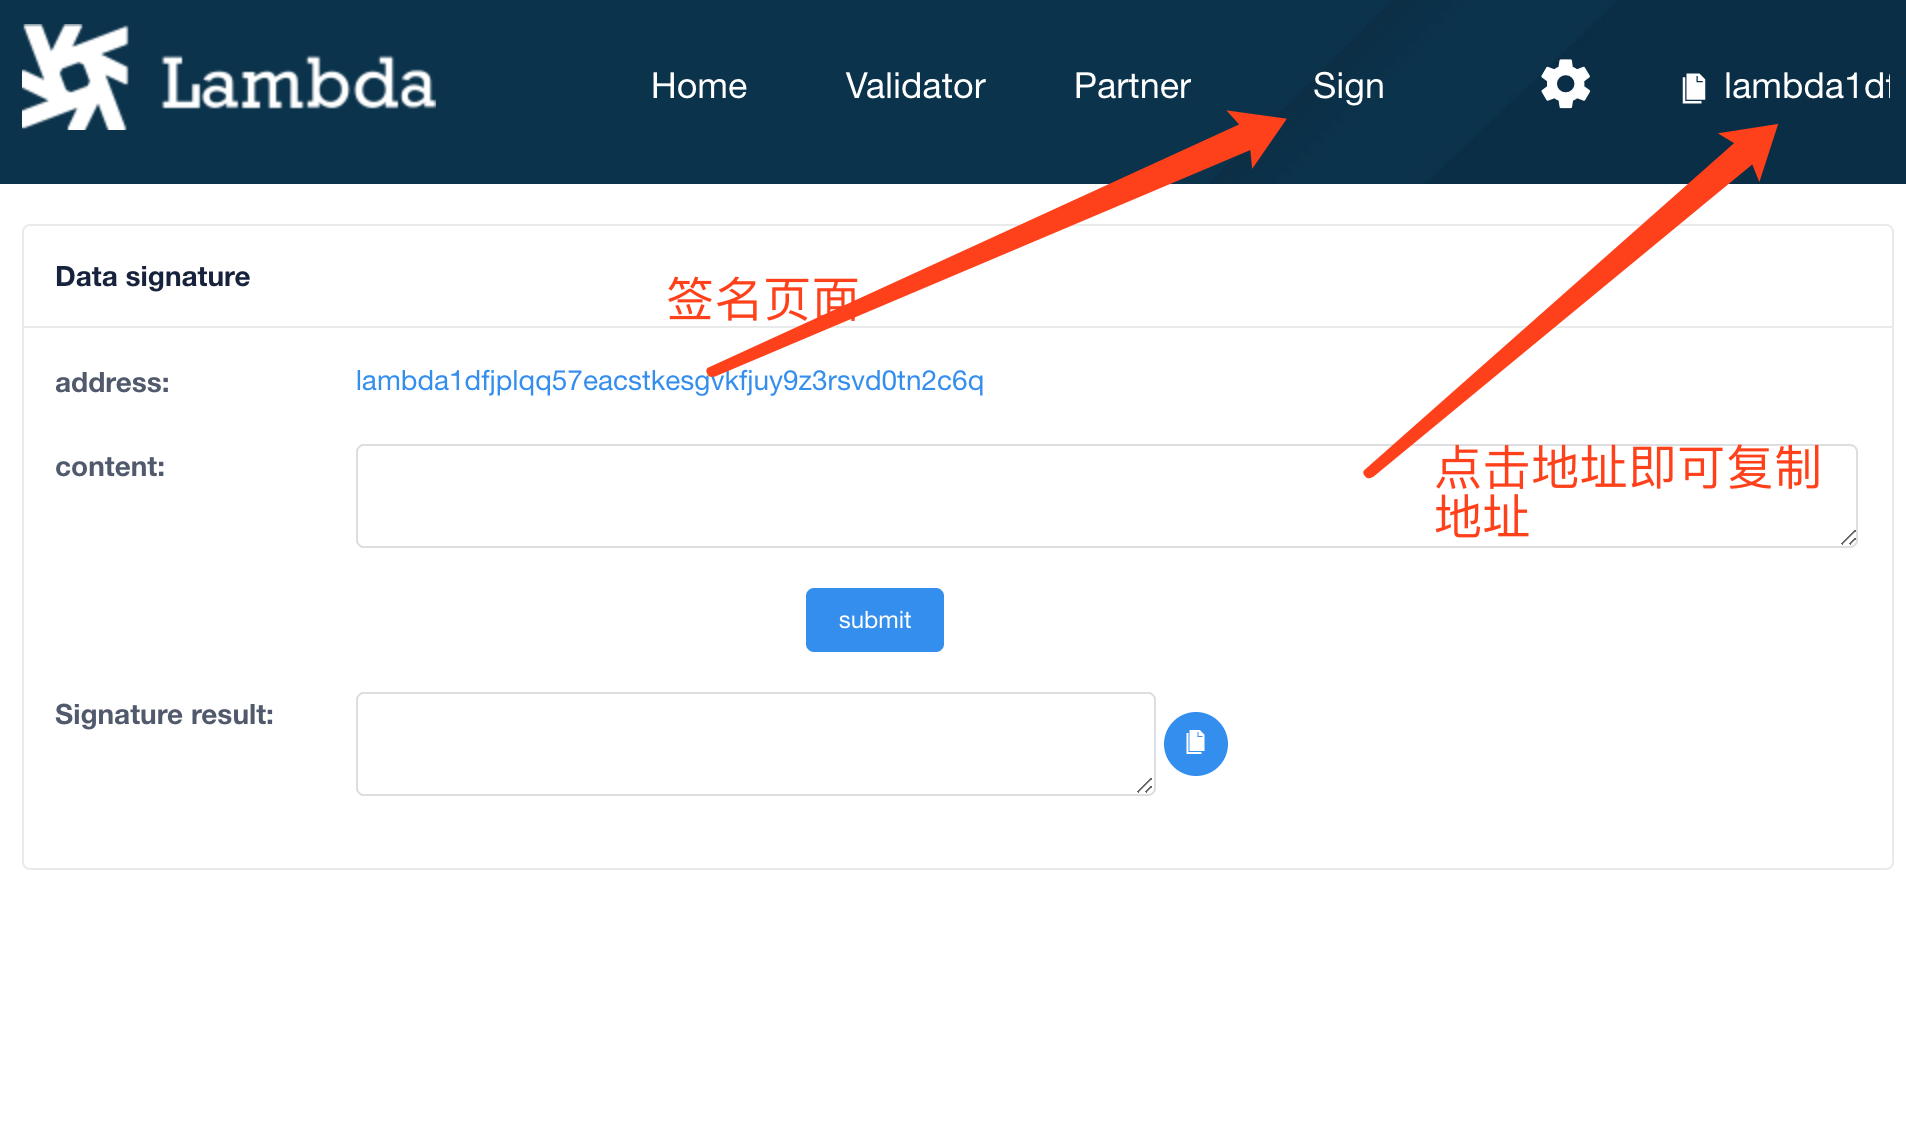 Lambda
Home Validator Partner Sign lambda1df
Data signature
签名页面
address: lambda1dfjplqq57eacstkesgvkfjuy9z3rsvd0tn2c6q
content:
点击地址即可复制
地址
submit
Signature result: